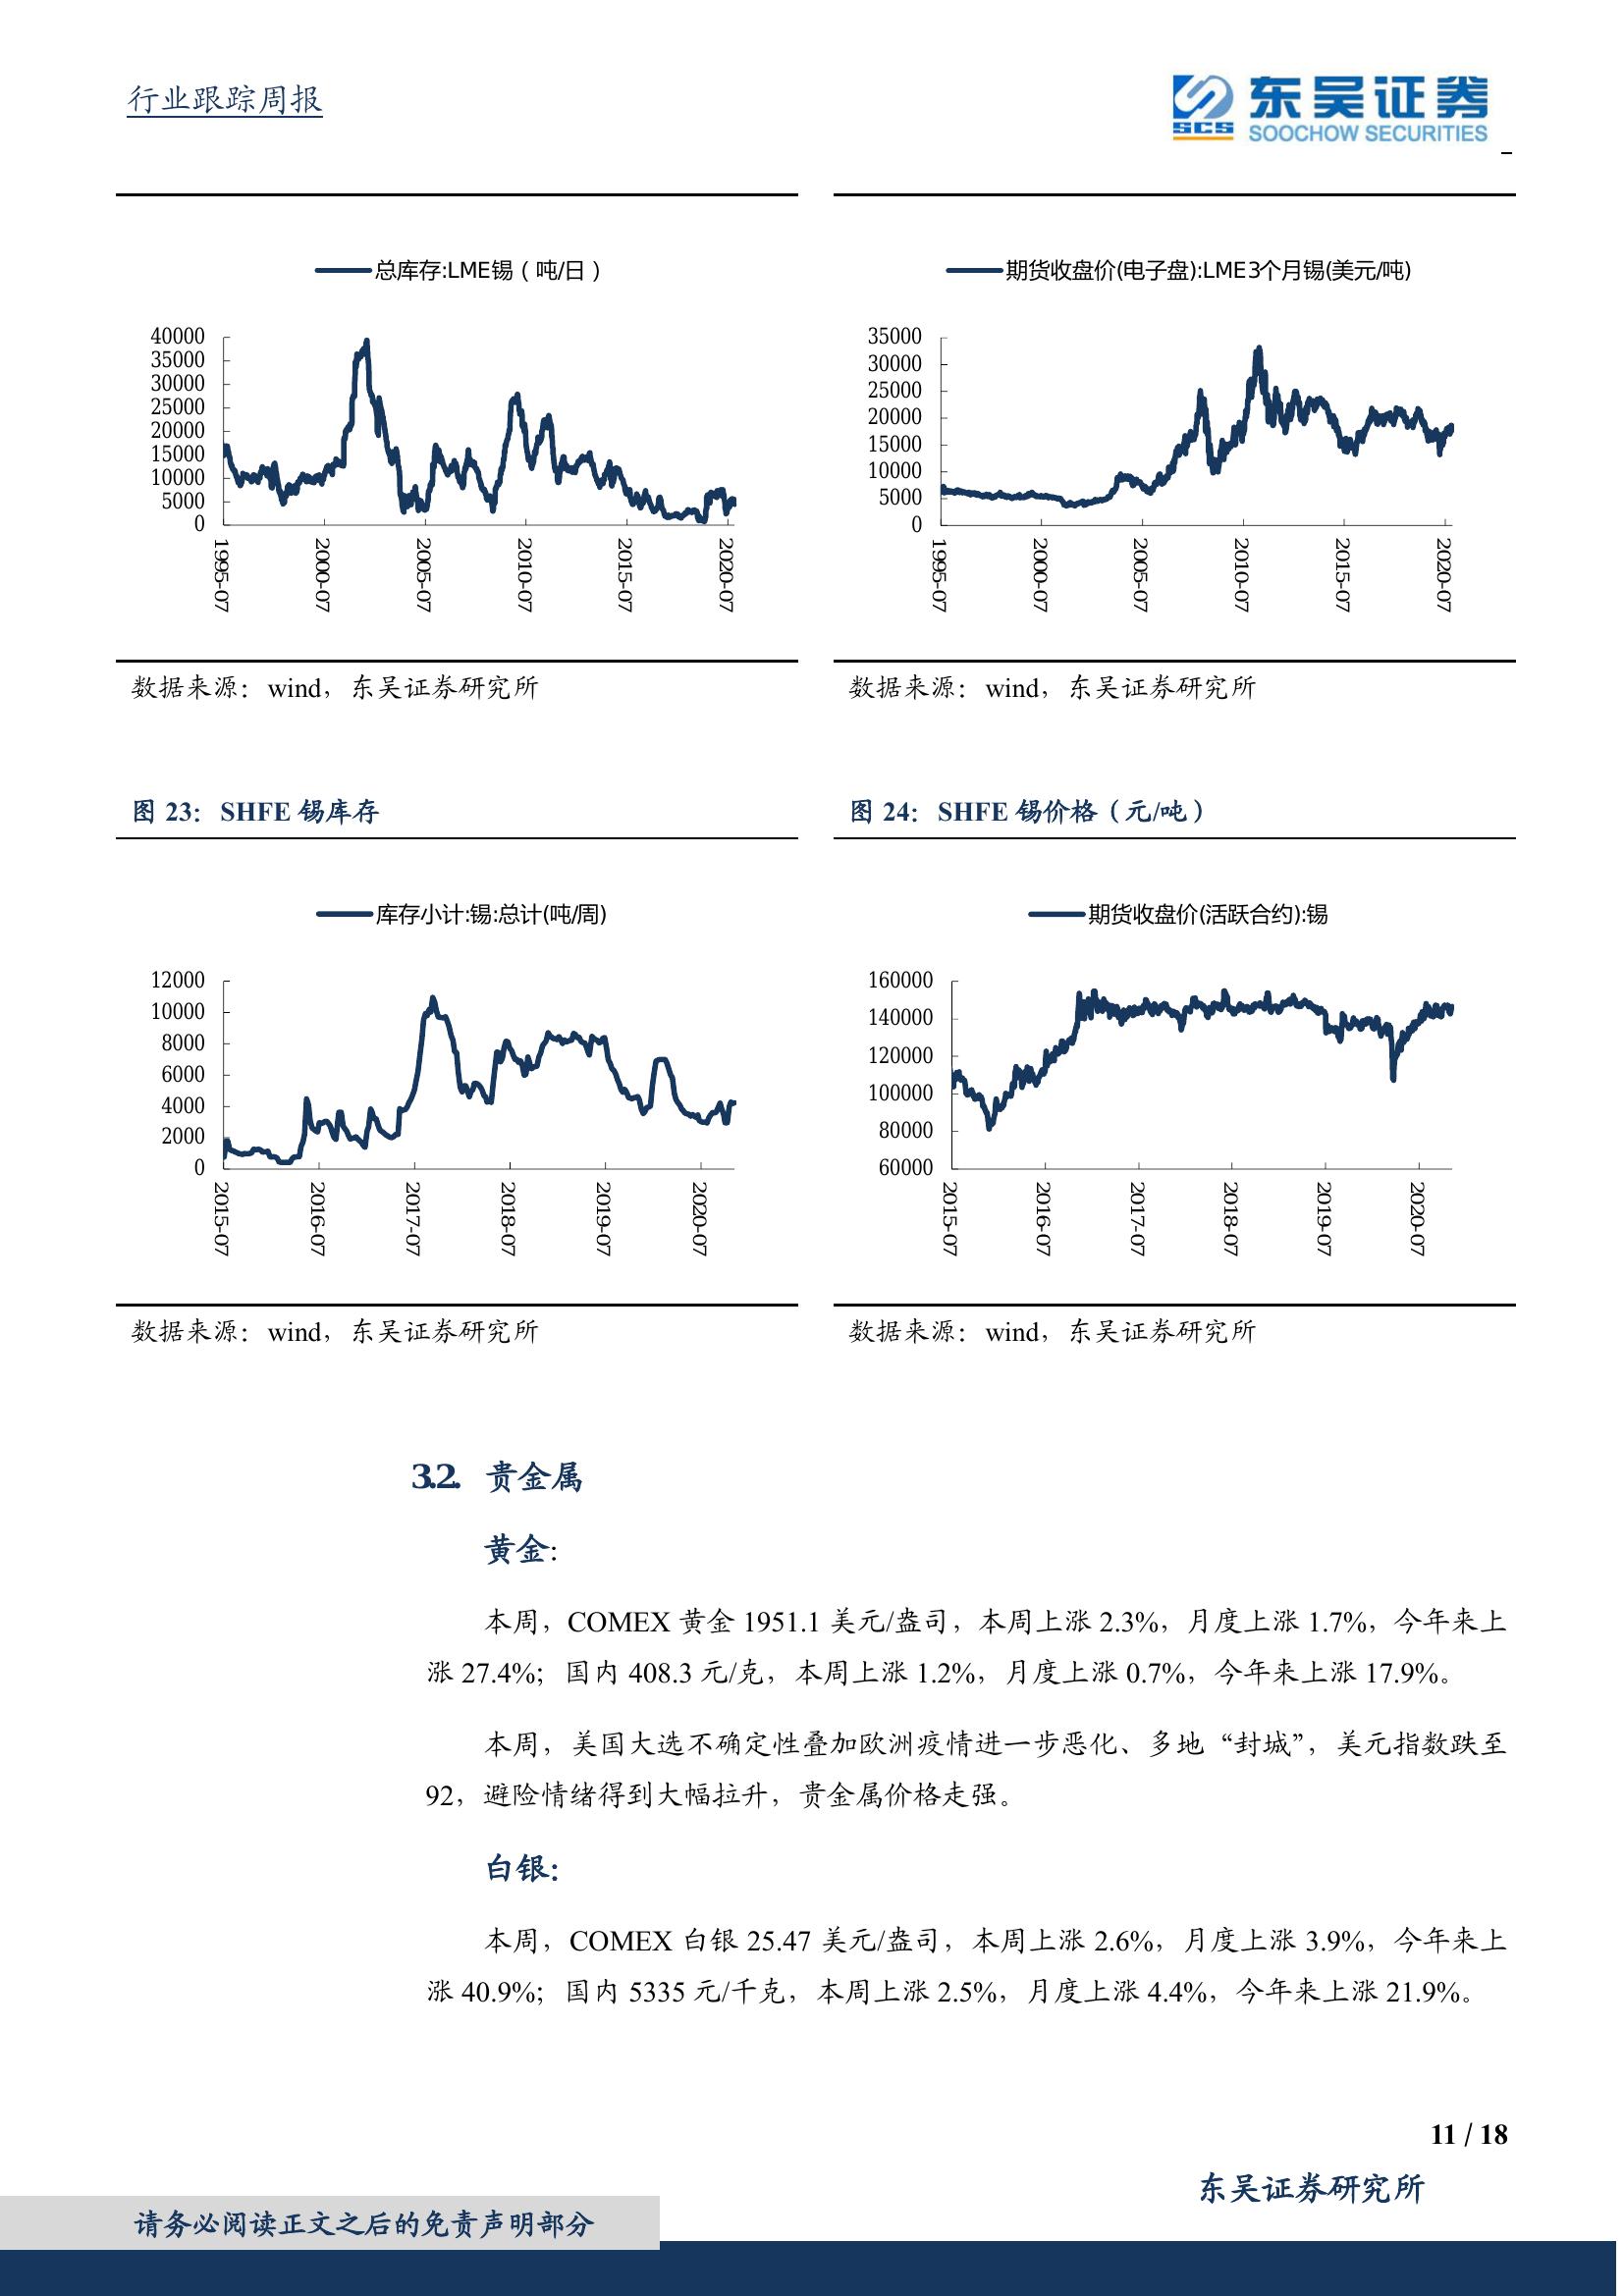 行业跟踪周报
SCS
东吴证券
SOOCHOW SECURITIES
总库存:LME锡（吨/日）
40000
35000
30000
25000
20000
15000
10000
5000
0
1995-07
2000-07
2005-07
2010-07
2015-07
2020-07
数据来源：wind，东吴证券研究所
期货收盘价(电子盘):LME3个月锡(美元/吨)
35000
30000
25000
20000
15000
10000
5000
0
1995-07
2000-07
2005-07
2010-07
2015-07
2020-07
数据来源：wind，东吴证券研究所
图 23：SHFE 锡库存
库存小计:锡:总计(吨/周)
12000
10000
8000
6000
4000
2000
0
2015-07
2016-07
2017-07
2018-07
2019-07
2020-07
数据来源：wind，东吴证券研究所
图 24：SHFE 锡价格（元/吨）
期货收盘价(活跃合约):锡
160000
140000
120000
100000
80000
60000
2015-07
2016-07
2017-07
2018-07
2019-07
2020-07
数据来源：wind，东吴证券研究所
3.2. 贵金属
黄金：
本周，COMEX 黄金 1951.1 美元/盎司，本周上涨 2.3%，月度上涨 1.7%，今年来上
涨 27.4%；国内 408.3 元/克，本周上涨 1.2%，月度上涨 0.7%，今年来上涨 17.9%。
本周，美国大选不确定性叠加欧洲疫情进一步恶化、多地“封城”，美元指数跌至
92，避险情绪得到大幅拉升，贵金属价格走强。
白银：
本周，COMEX 白银 25.47 美元/盎司，本周上涨 2.6%，月度上涨 3.9%，今年来上
涨 40.9%；国内 5335 元/千克，本周上涨 2.5%，月度上涨 4.4%，今年来上涨 21.9%。
11 / 18
东吴证券研究所
请务必阅读正文之后的免责声明部分